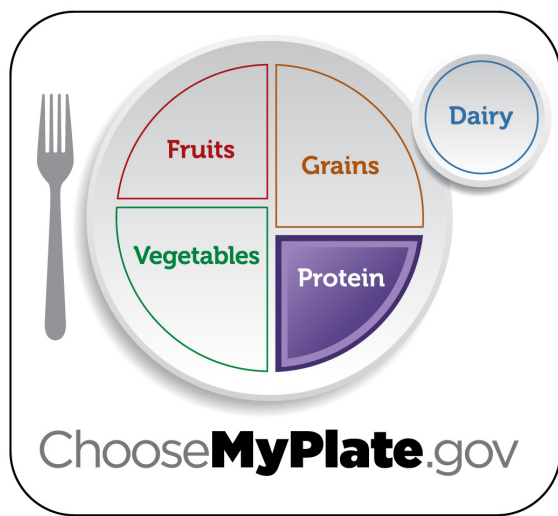 Fruits
Grains
Dairy
Vegetables
Protein
ChooseMyPlate.gov